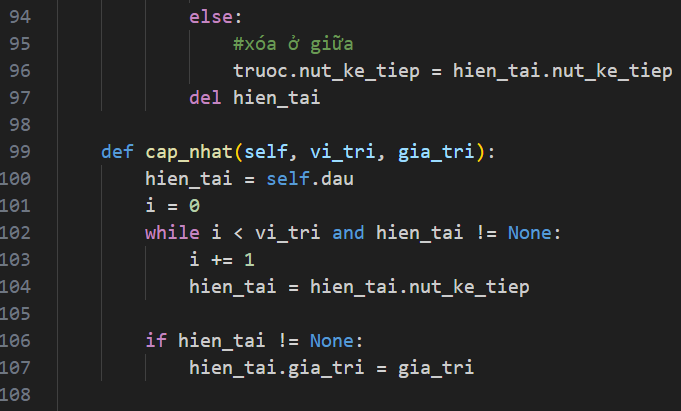 94 else:
95 #xóa ở giữa
96 truoc.nut_ke_tiep = hien_tai.nut_ke_tiep
97 del hien_tai
98
99 def cap_nhat(self, vi_tri, gia_tri):
100 hien_tai = self.dau
101 i = 0
102 while i < vi_tri and hien_tai != None:
103 i += 1
104 hien_tai = hien_tai.nut_ke_tiep
105
106 if hien_tai != None:
107 hien_tai.gia_tri = gia_tri
108